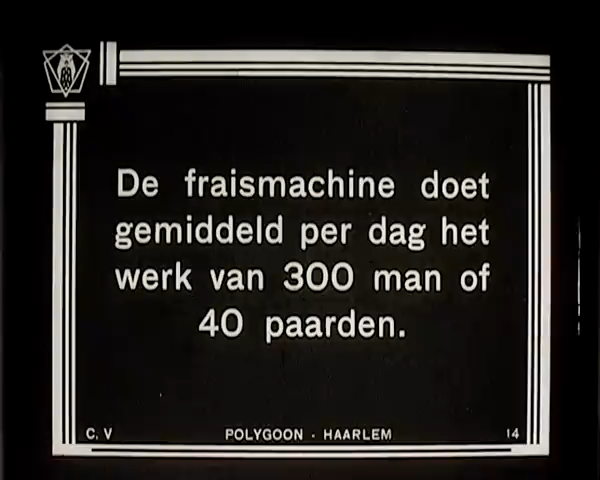 De fraismachine doet
gemiddeld per dag het
werk van 300 man of
40 paarden.
C. V POLYGOON - HAARLEM 14